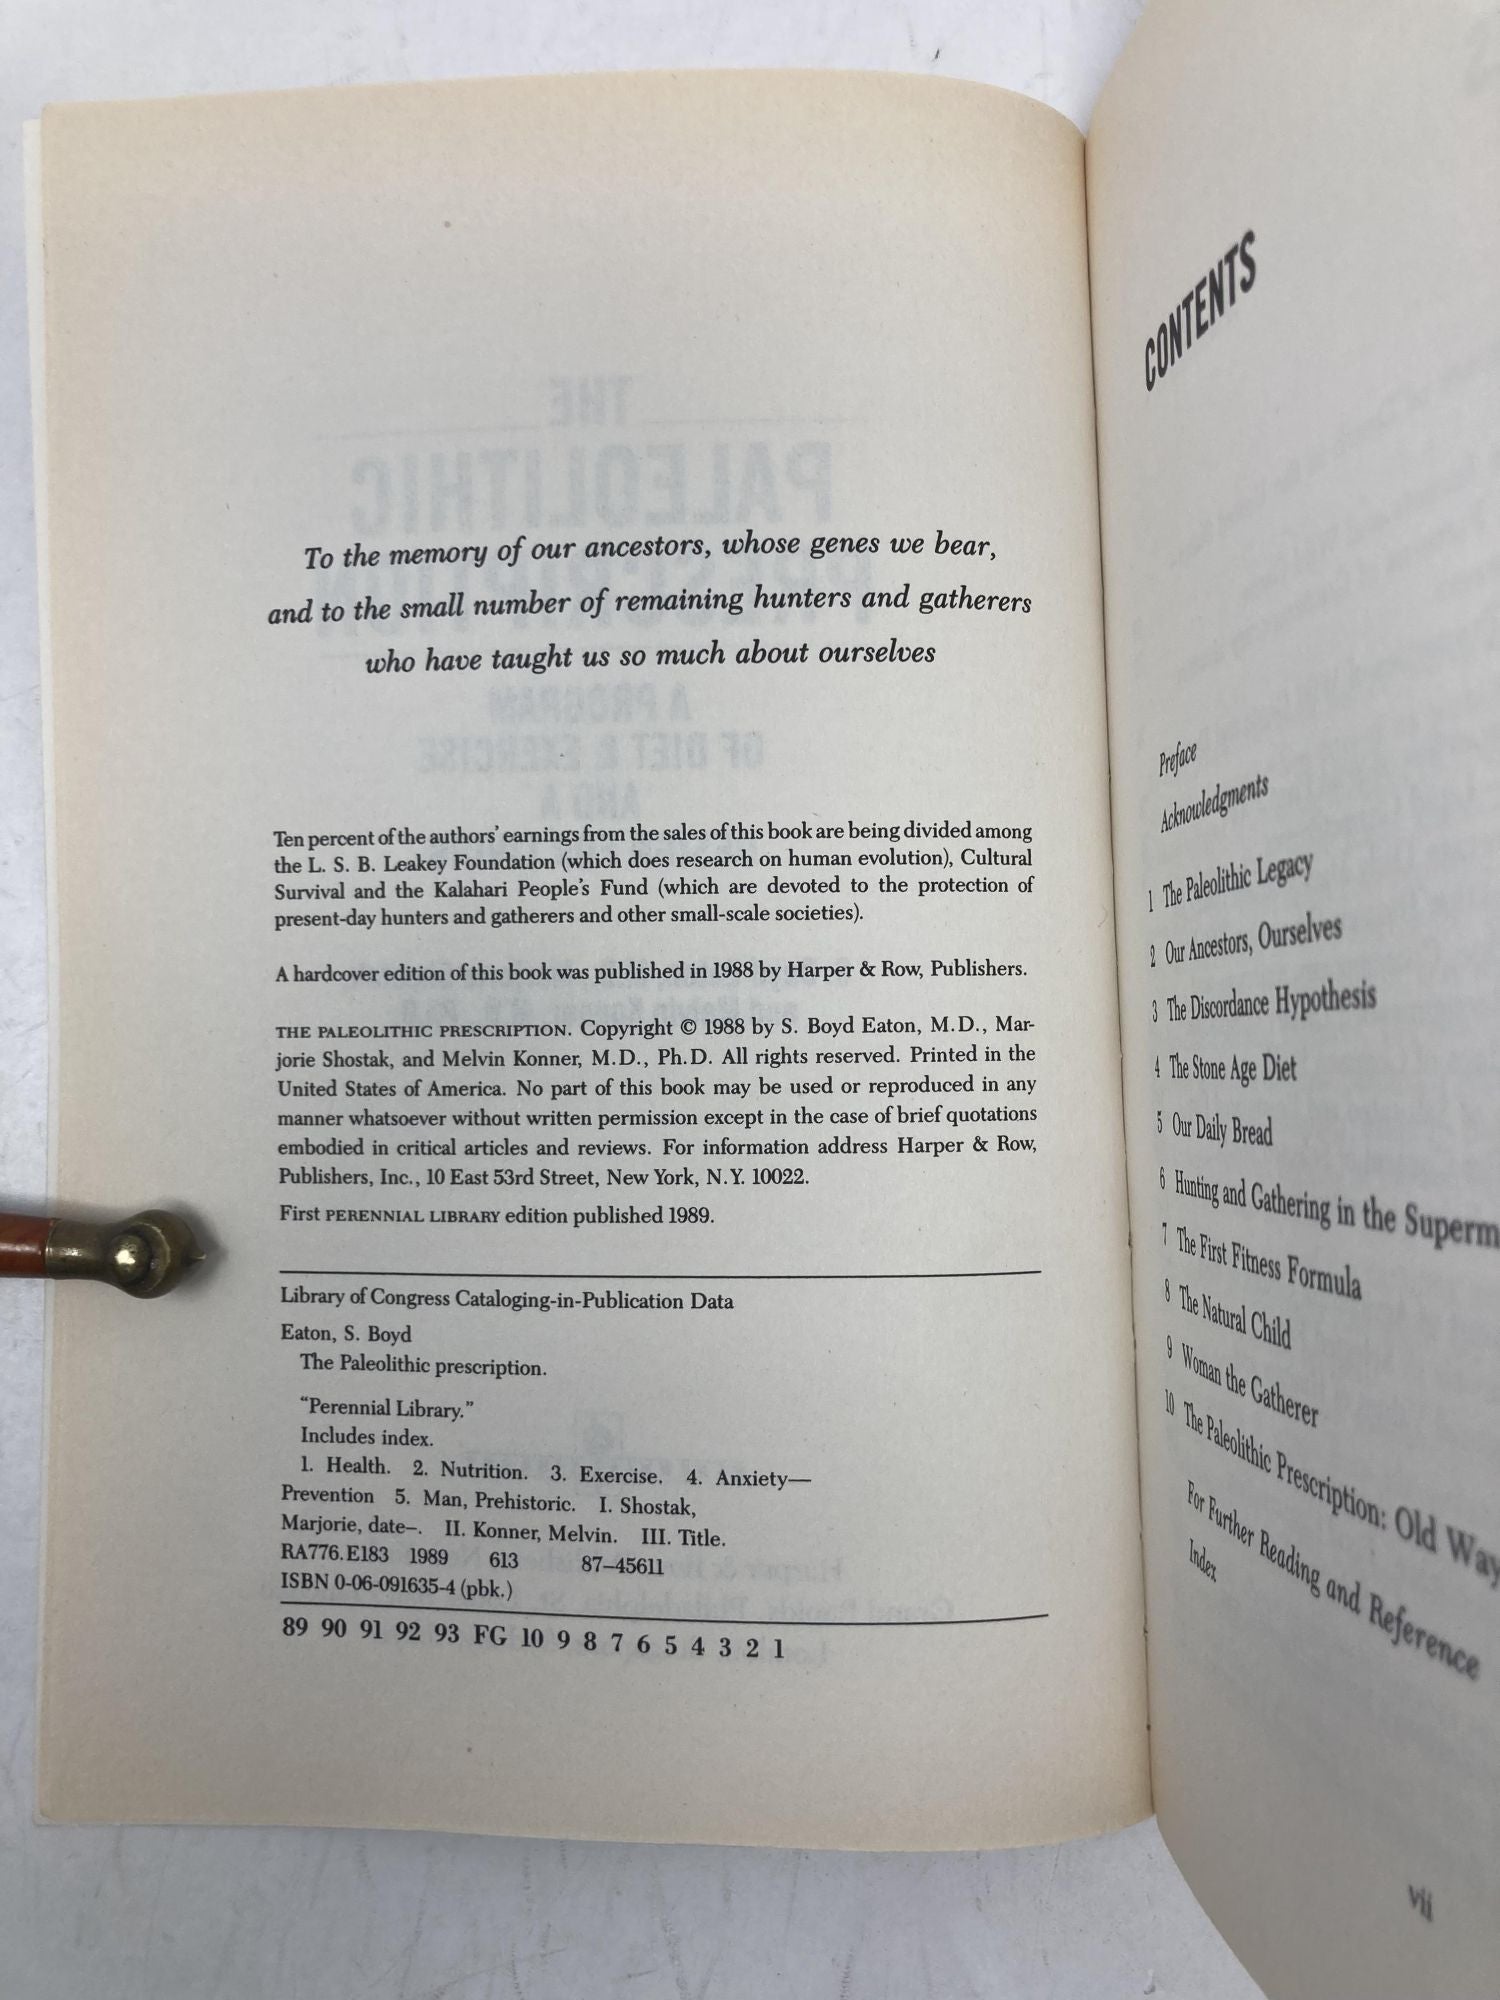 To the memory of our ancestors, whose genes we bear,
and to the small number of remaining hunters and gatherers
who have taught us so much about ourselves
Ten percent of the authors' earnings from the sales of this book are being divided among
the L. S. B. Leakey Foundation (which does research on human evolution), Cultural
Survival and the Kalahari People's Fund (which are devoted to the protection of
present-day hunters and gatherers and other small-scale societies).
A hardcover edition of this book was published in 1988 by Harper & Row, Publishers.
THE PALEOLITHIC PRESCRIPTION. Copyright © 1988 by S. Boyd Eaton, M.D., Mar-
jorie Shostak, and Melvin Konner, M.D., Ph.D. All rights reserved. Printed in the
United States of America. No part of this book may be used or reproduced in any
manner whatsoever without written permission except in the case of brief quotations
embodied in critical articles and reviews. For information address Harper & Row,
Publishers, Inc., 10 East 53rd Street, New York, N.Y. 10022.
First PERENNIAL LIBRARY edition published 1989.
Library of Congress Cataloging-in-Publication Data
Eaton, S. Boyd
The Paleolithic prescription.
"Perennial Library."
Includes index.
1. Health. 2. Nutrition. 3. Exercise. 4. Anxiety—
Prevention 5. Man, Prehistoric. I. Shostak,
Marjorie, date–. II. Konner, Melvin. III. Title.
RA776.E183 1989 613 87–45611
ISBN 0-06-091635-4 (pbk.)
89 90 91 92 93 FG 10 9 8 7 6 5 4 3 2 1
CONTENTS
Preface
Acknowledgments
1 The Paleolithic Legacy
2 Our Ancestors, Ourselves
3 The Discordance Hypothesis
4 The Stone Age Diet
5 Our Daily Bread
6 Hunting and Gathering in the Superm
7 The First Fitness Formula
8 The Natural Child
9 Woman the Gatherer
10 The Paleolithic Prescription: Old Way
For Further Reading and Reference
Index
vii